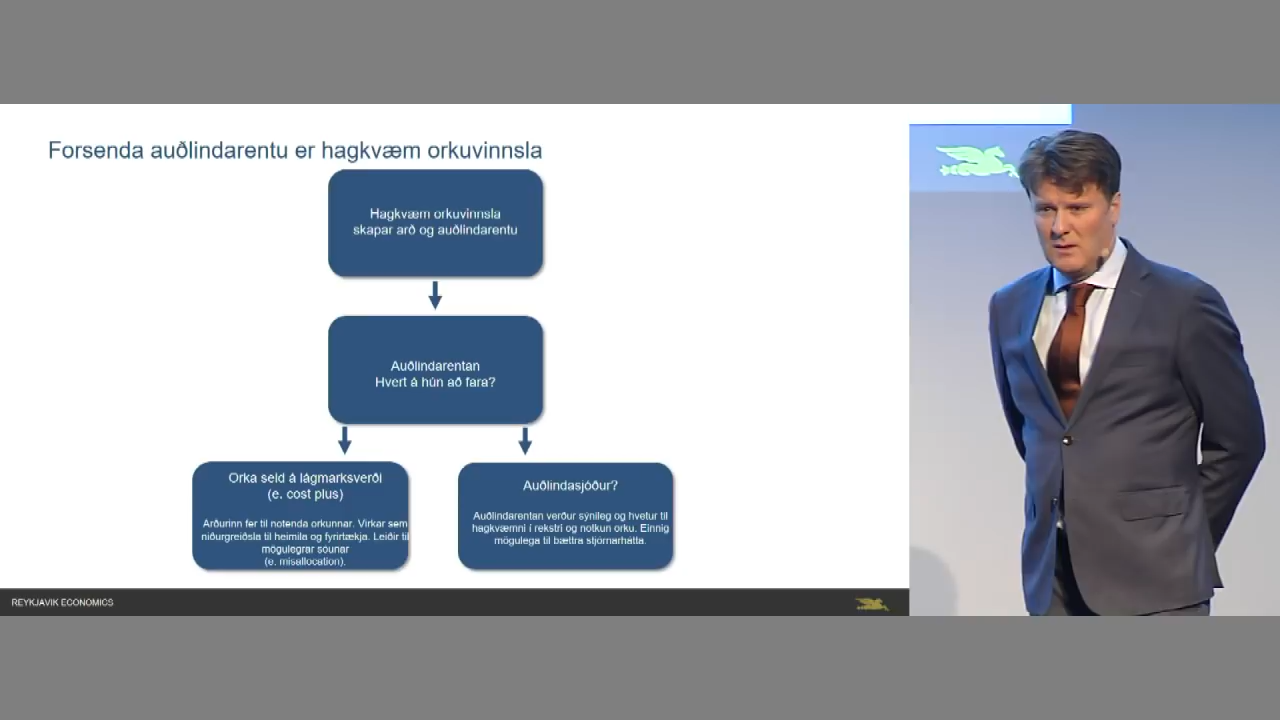 Forsenda auðlindarentu er hagkvæm orkuvinnsla
Hagkvæm orkuvinnsla
skapar arð og auðlindarentu
Auðlindarentan
Hvert á hún að fara?
Orka seld á lágmarksverði
(e. cost plus)
Arðurinn fer til notenda orkunnar. Virkar sem
niðurgreiðsla til heimila og fyrirtækja. Leiðir til
mögulegrar sóunar
(e. misallocation).
Auðlindasjóður?
Auðlindarentan verður sýnileg og hvetur til
hagkvæmni í rekstri og notkun orku. Einnig
mögulega til bættra stjórnarhátta.
REYKJAVIK ECONOMICS